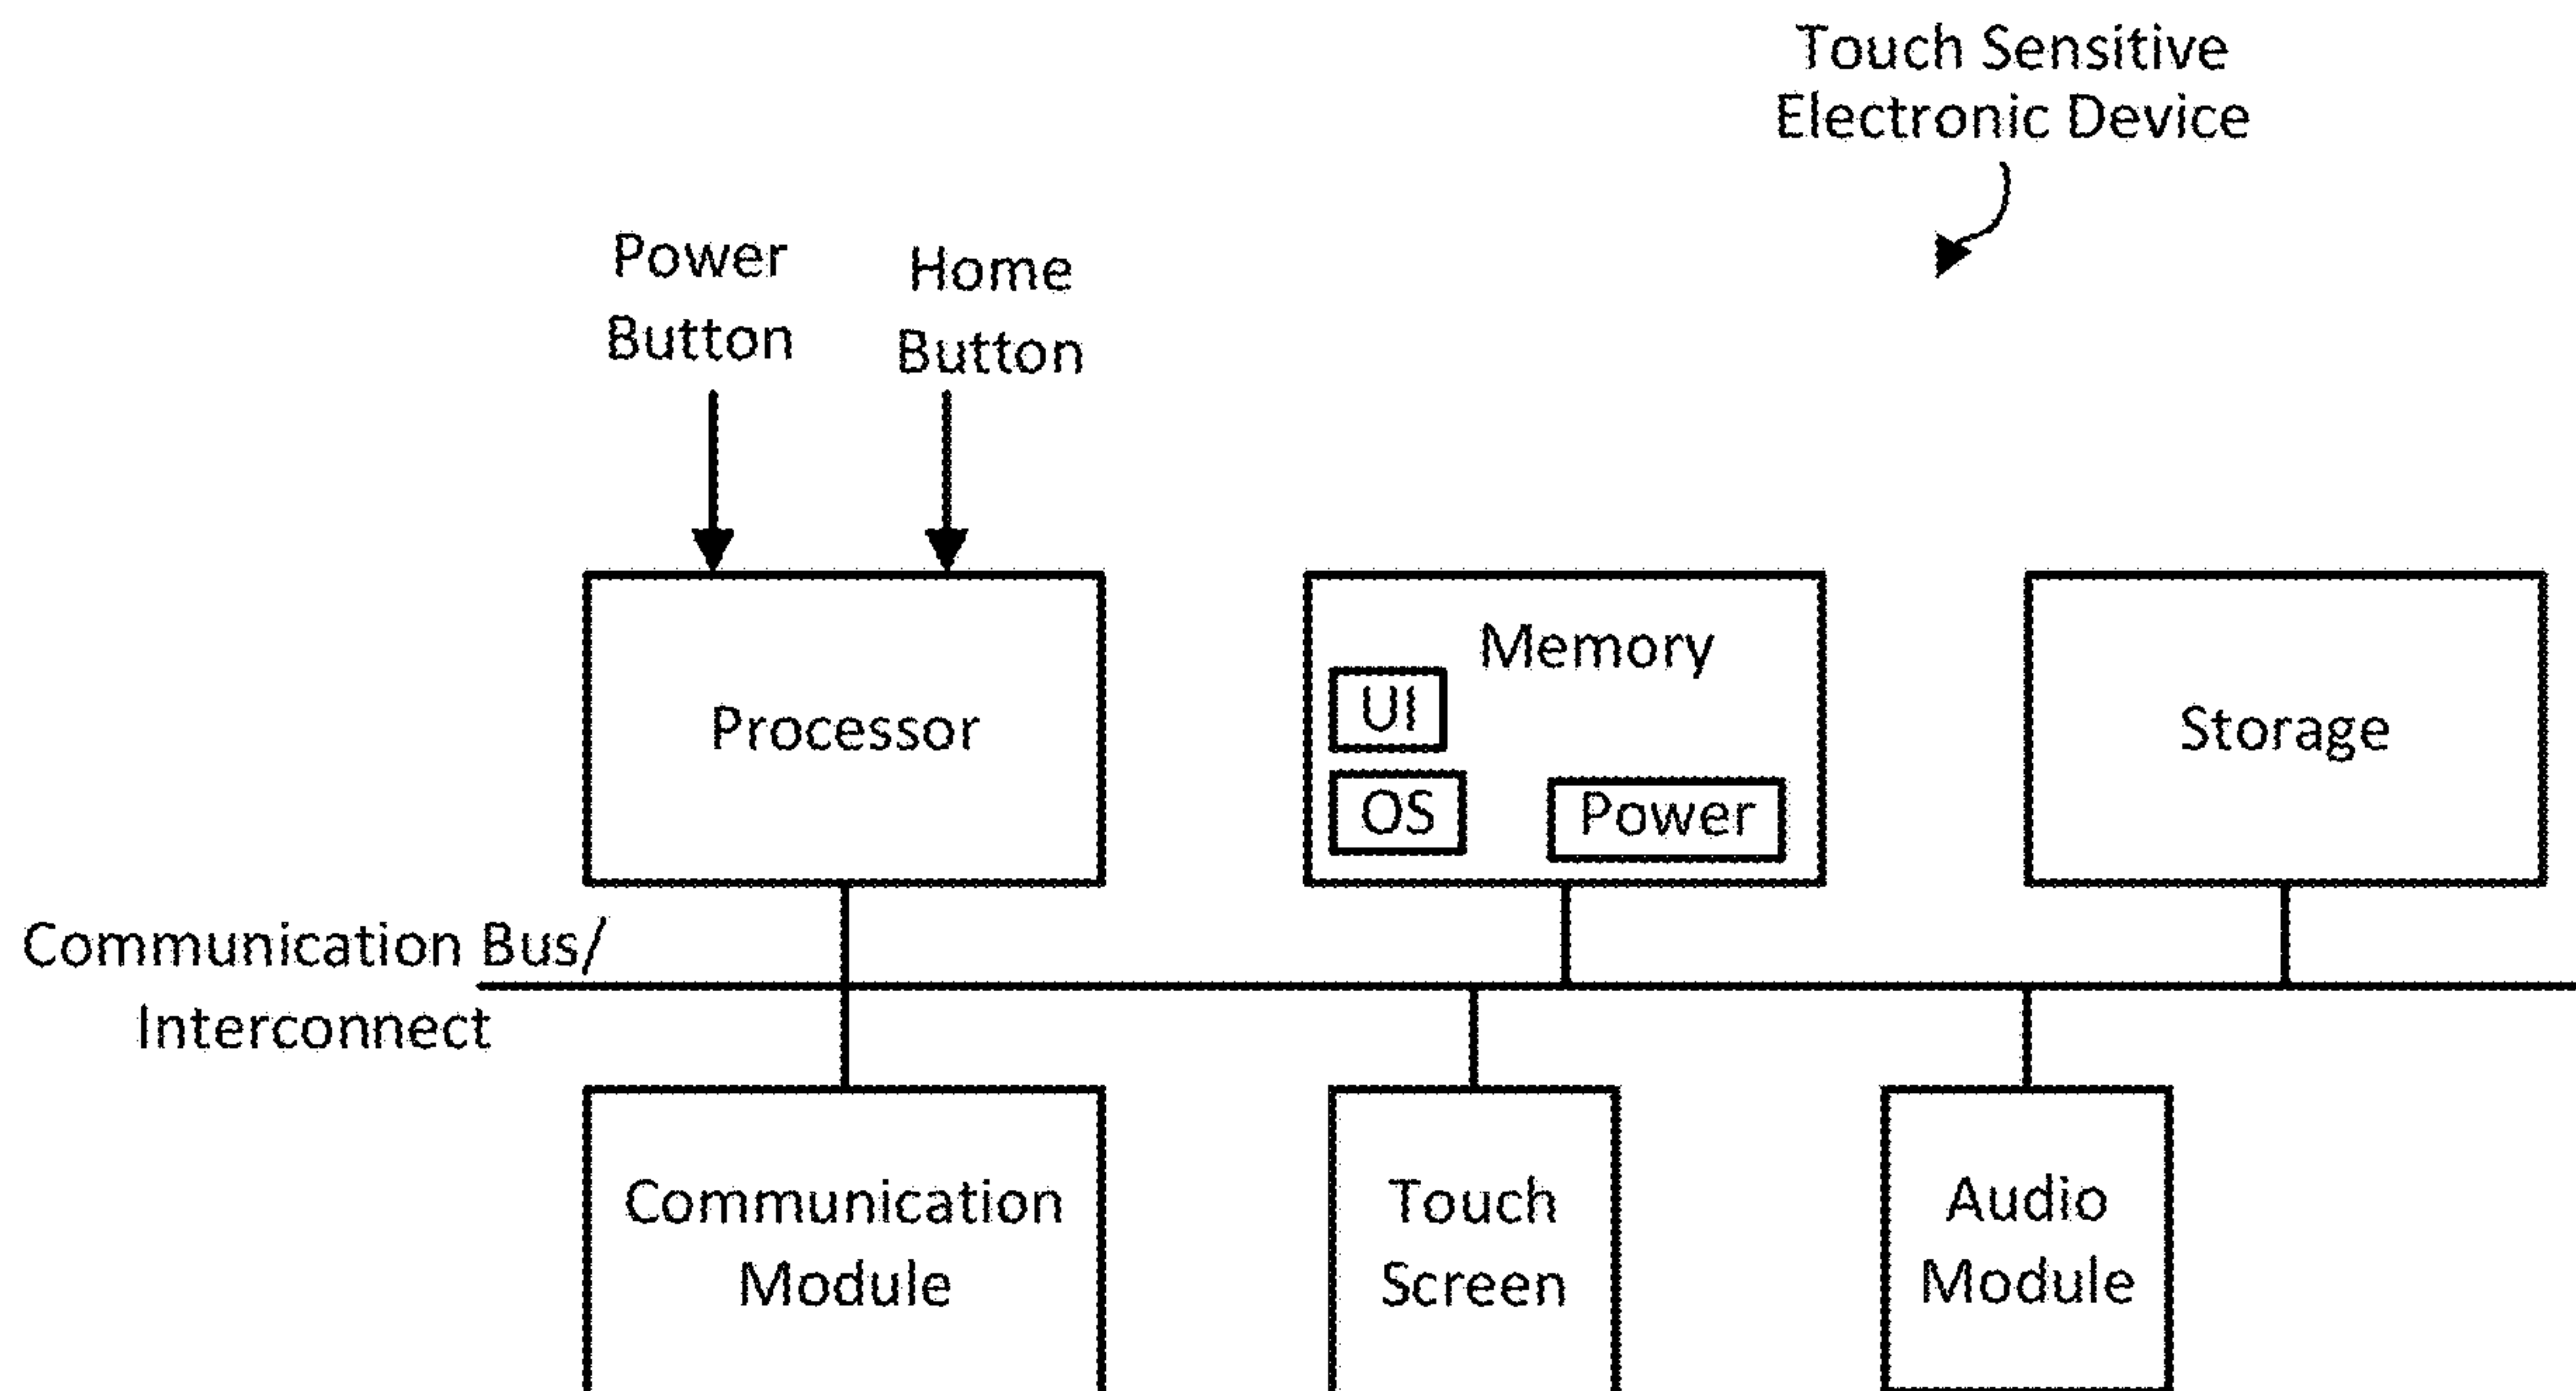 Touch Sensitive
Electronic Device
Power
Button
Home
Button
Processor
Memory
UI
OS
Power
Storage
Communication Bus/
Interconnect
Communication
Module
Touch
Screen
Audio
Module